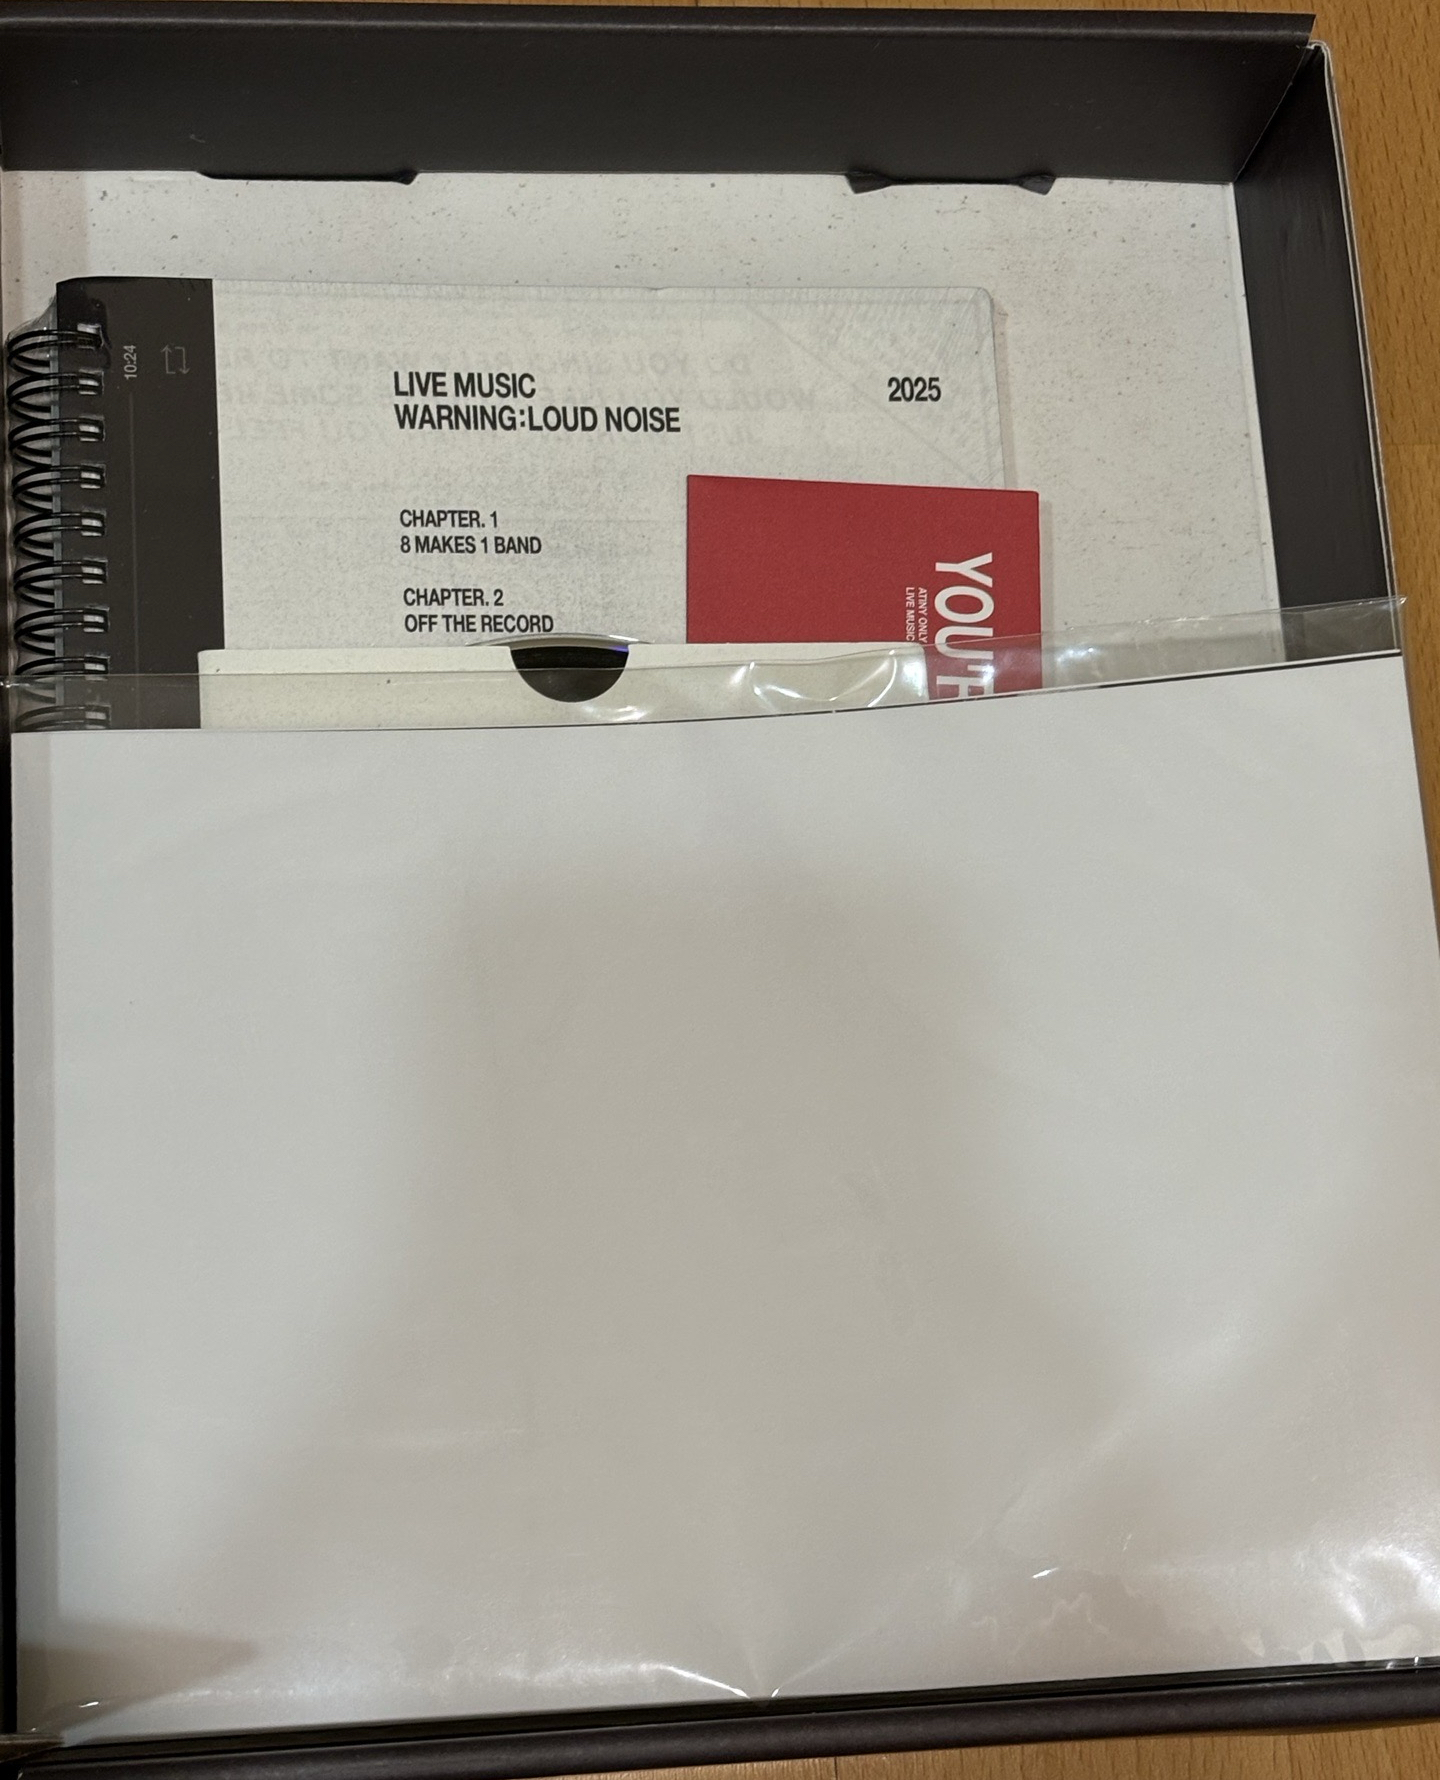 10:24
LIVE MUSIC
WARNING:LOUD NOISE
2025
CHAPTER. 1
8 MAKES 1 BAND
CHAPTER. 2
OFF THE RECORD
ATINY ONLY
LIVE MUSIC